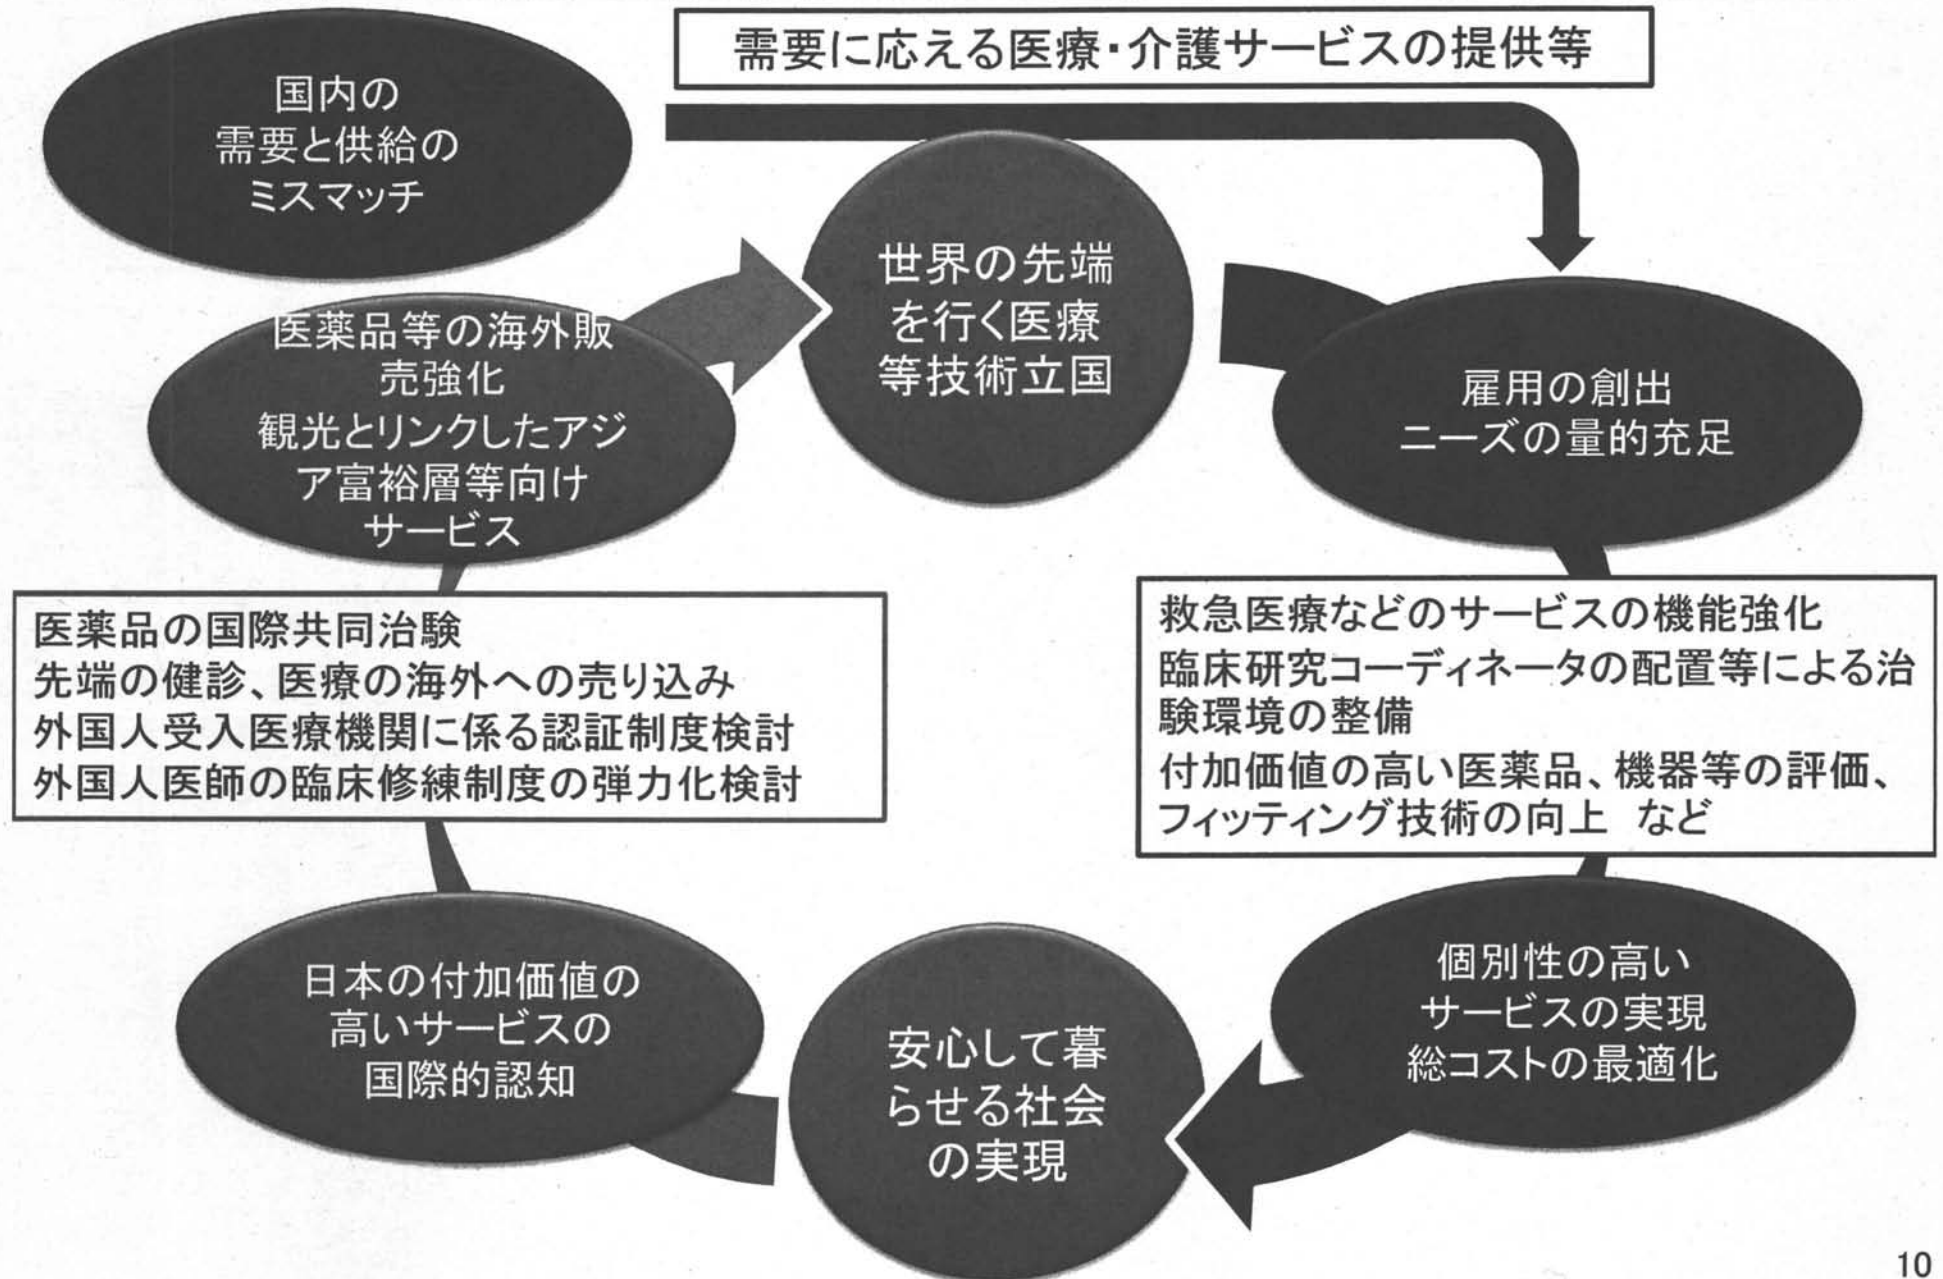 需要に応える医療・介護サービスの提供等
国内の
需要と供給の
ミスマッチ
世界の先端
を行く医療
等技術立国
医薬品等の海外販
売強化
観光とリンクしたアジ
ア富裕層等向け
サービス
雇用の創出
ニーズの量的充足
医薬品の国際共同治験
先端の健診、医療の海外への売り込み
外国人受入医療機関に係る認証制度検討
外国人医師の臨床修練制度の弾力化検討
救急医療などのサービスの機能強化
臨床研究コーディネータの配置等による治
験環境の整備
付加価値の高い医薬品、機器等の評価、
フィッティング技術の向上 など
日本の付加価値の
高いサービスの
国際的認知
安心して暮
らせる社会
の実現
個別性の高い
サービスの実現
総コストの最適化
10